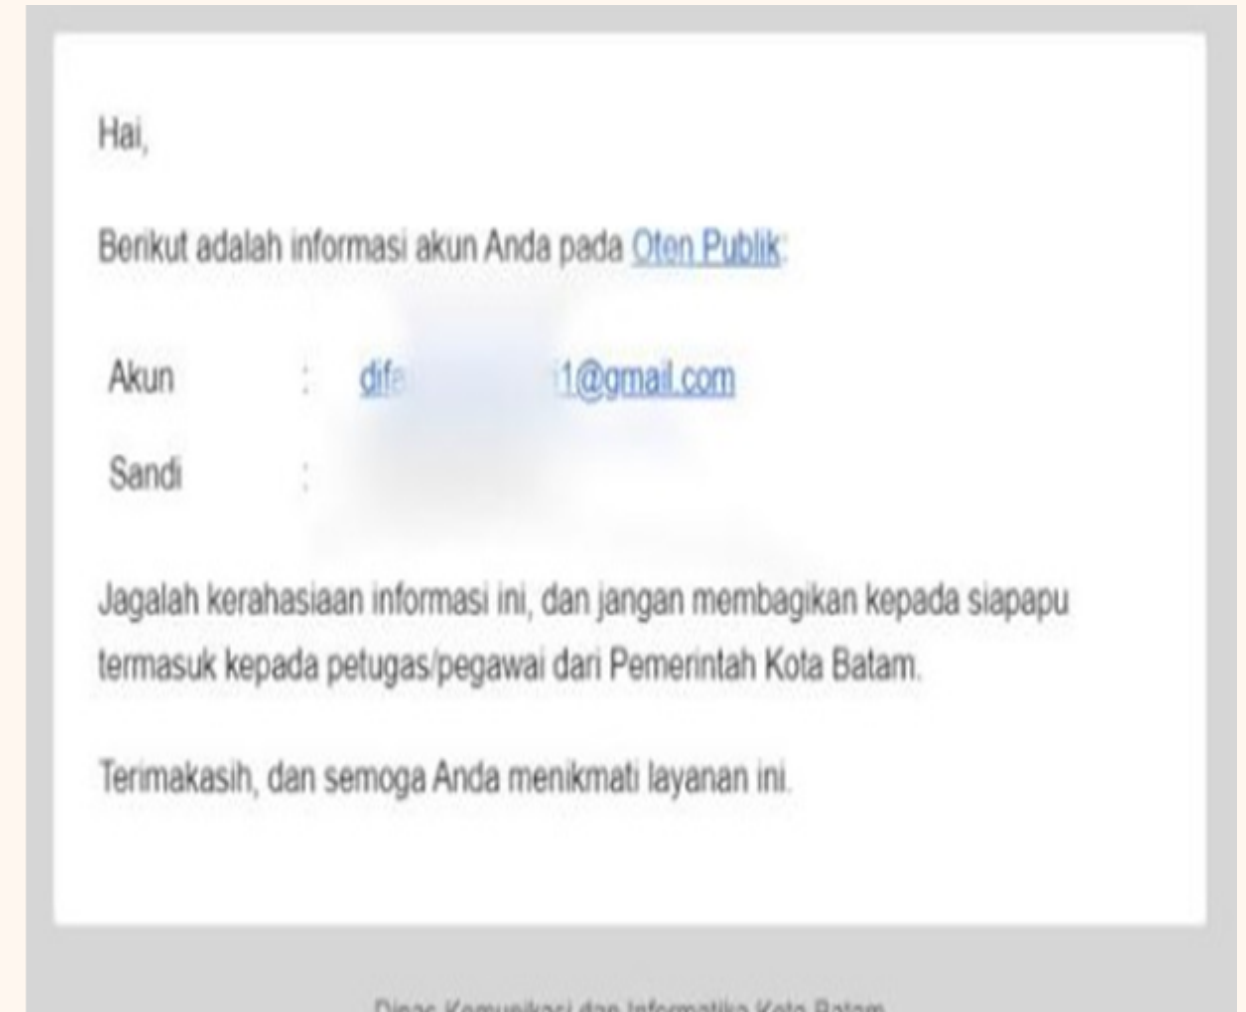 Hai,
Berikut adalah informasi akun Anda pada Oten Publik:
Akun : difa 1@gmail.com
Sandi :
Jagalah kerahasiaan informasi ini, dan jangan membagikan kepada siapapu
termasuk kepada petugas/pegawai dari Pemerintah Kota Batam.
Terimakasih, dan semoga Anda menikmati layanan ini.
Dinas Komunikasi dan Informatika Kota Batam